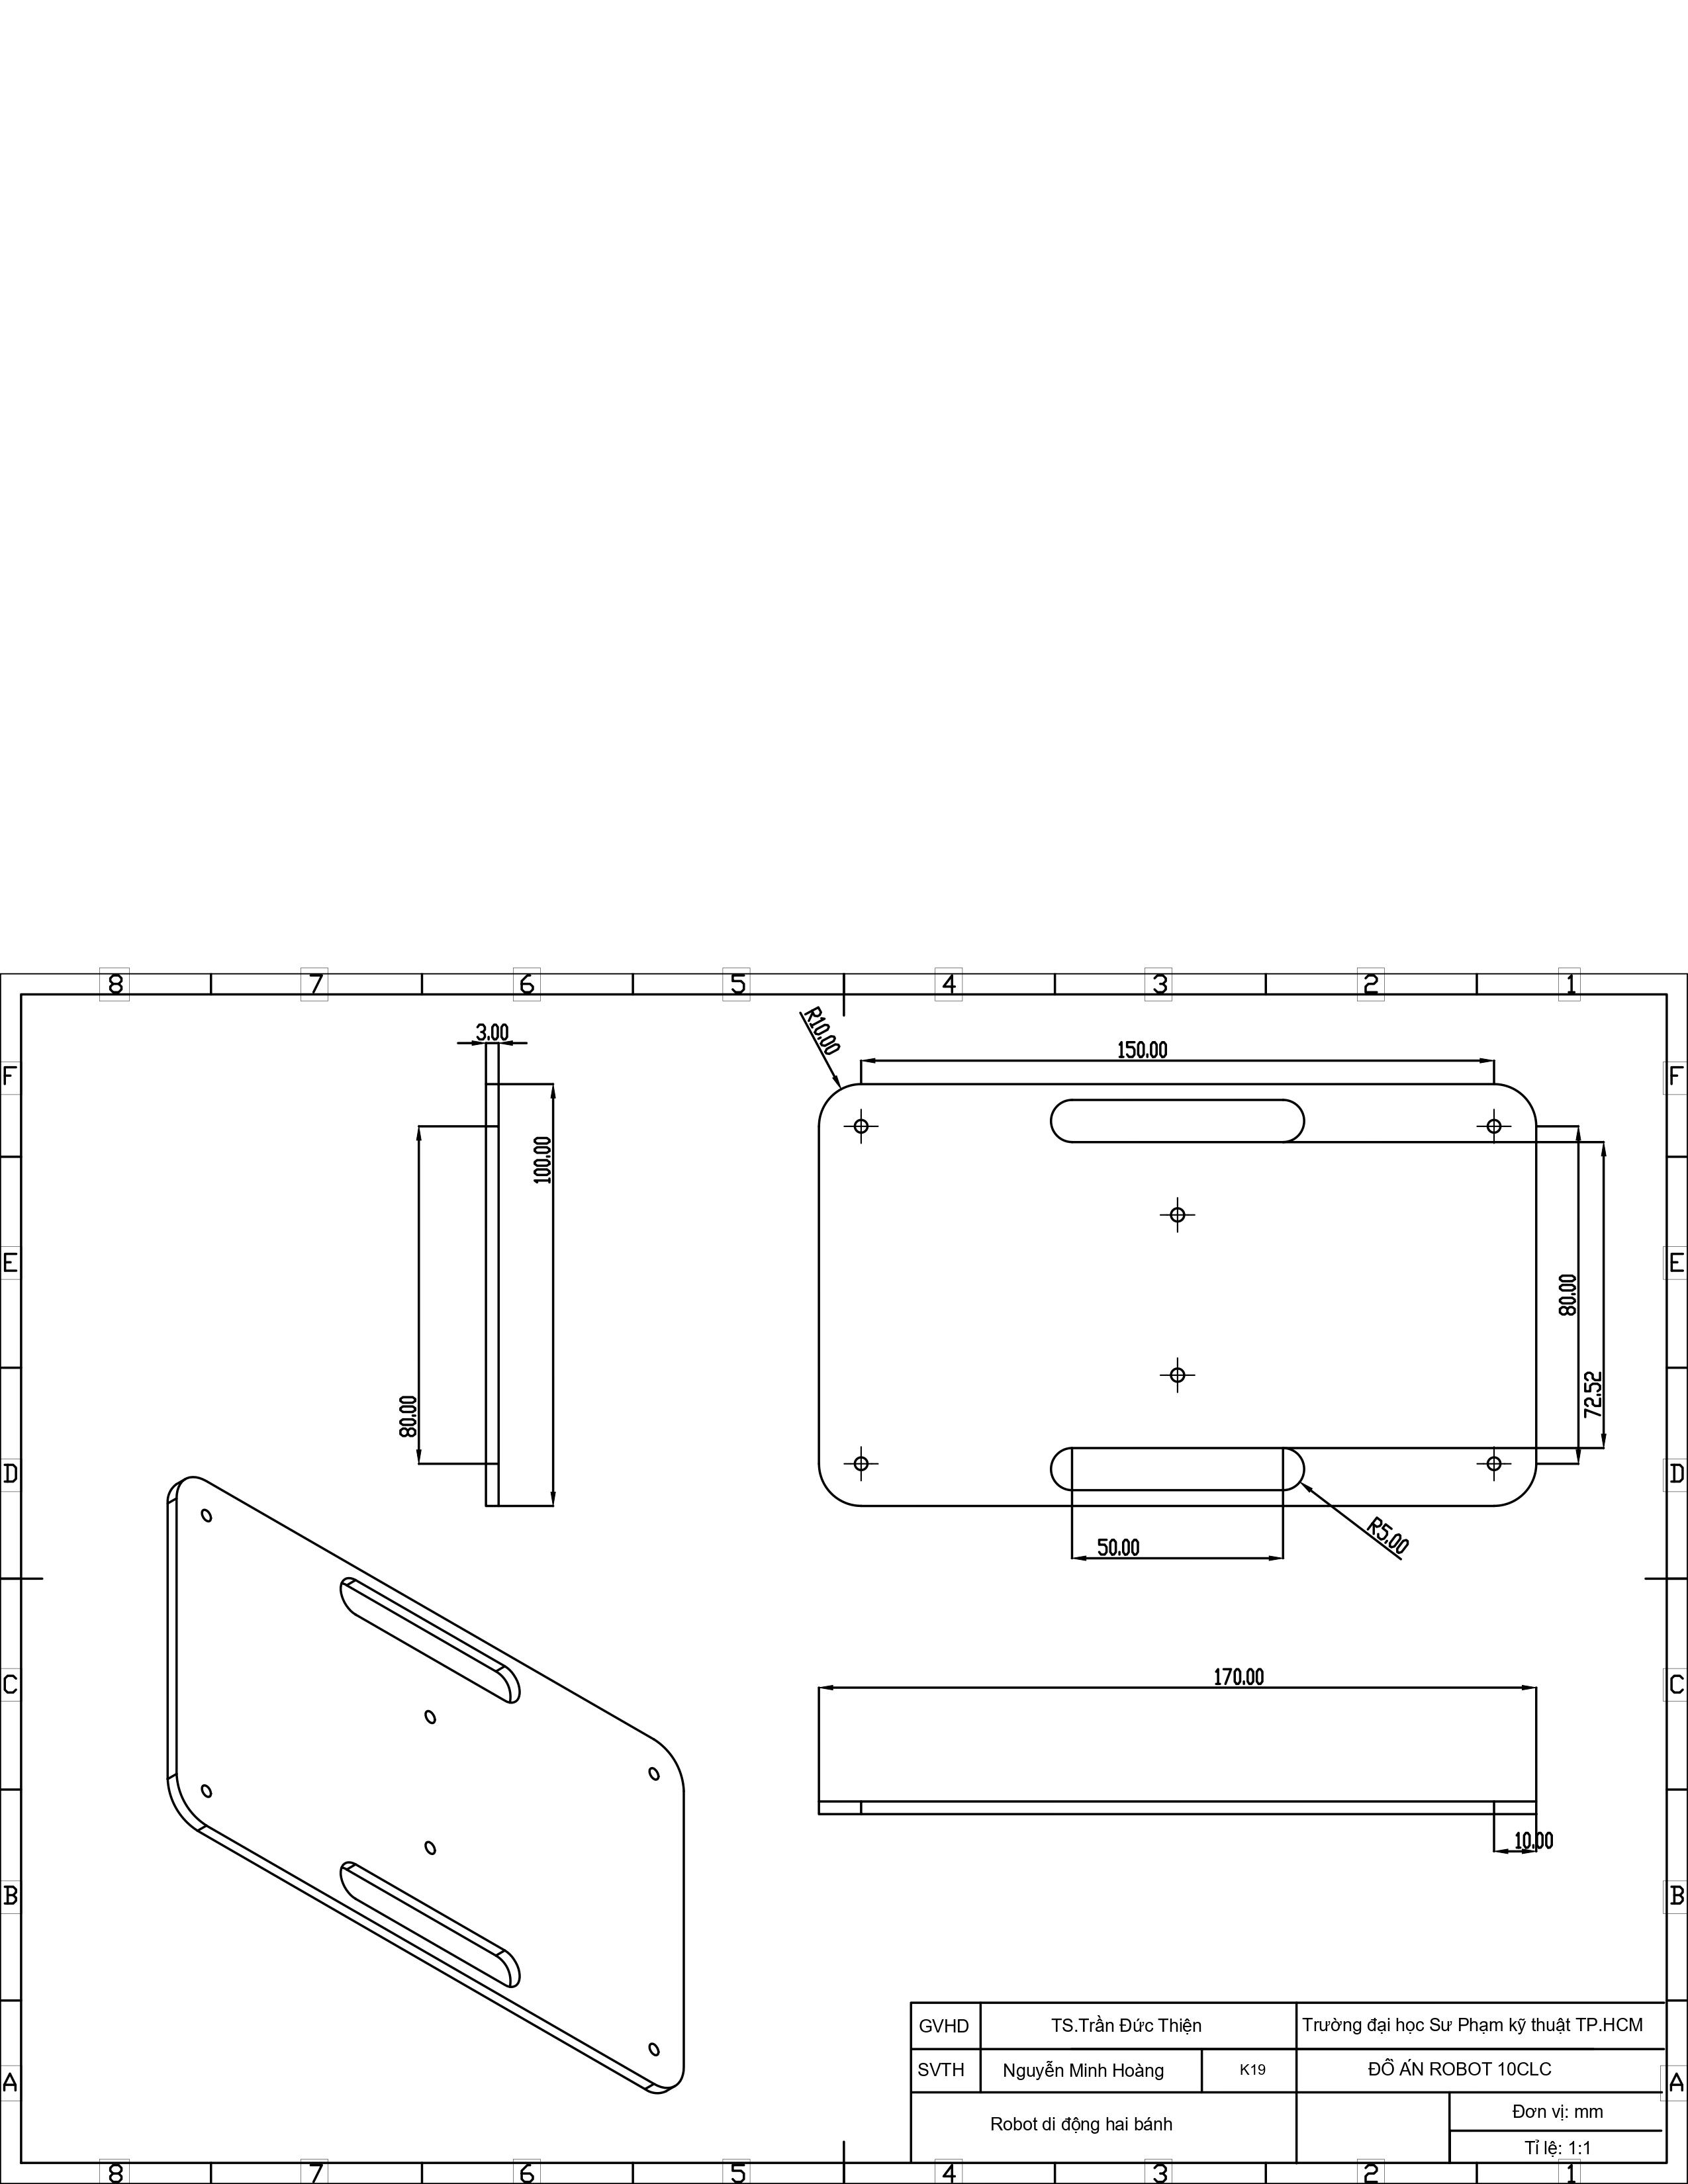 8 7 6 5 4 3 2 1
3.00
R10.00
150.00
F F
100.00
E E
80.00
72.52
80.00
D D
50.00
R5.00
C C
170.00
10.00
B B
GVHD TS.Trần Đức Thiện Trường đại học Sư Phạm kỹ thuật TP.HCM
SVTH Nguyễn Minh Hoàng K19 ĐỒ ÁN ROBOT 10CLC
A A
Robot di động hai bánh Đơn vị: mm
Tỉ lệ: 1:1
8 7 6 5 4 3 2 1